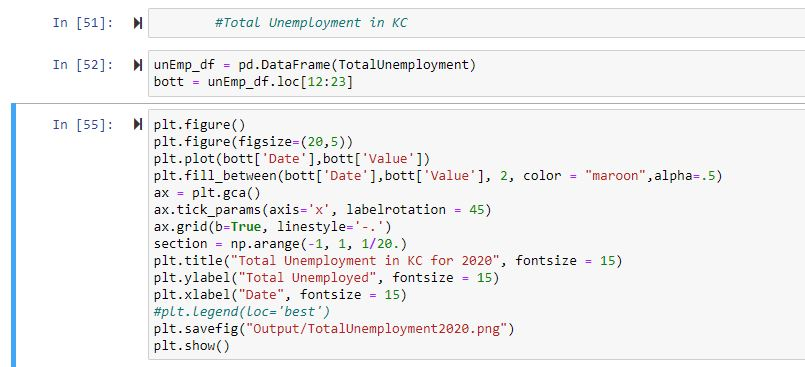 In [51]: #Total Unemployment in KC
In [52]: unEmp_df = pd.DataFrame(TotalUnemployment)
bott = unEmp_df.loc[12:23]
In [55]: plt.figure()
plt.figure(figsize=(20,5))
plt.plot(bott['Date'],bott['Value'])
plt.fill_between(bott['Date'],bott['Value'], 2, color = "maroon",alpha=.5)
ax = plt.gca()
ax.tick_params(axis='x', labelrotation = 45)
ax.grid(b=True, linestyle='-.')
section = np.arange(-1, 1, 1/20.)
plt.title("Total Unemployment in KC for 2020", fontsize = 15)
plt.ylabel("Total Unemployed", fontsize = 15)
plt.xlabel("Date", fontsize = 15)
#plt.legend(loc='best')
plt.savefig("Output/TotalUnemployment2020.png")
plt.show()